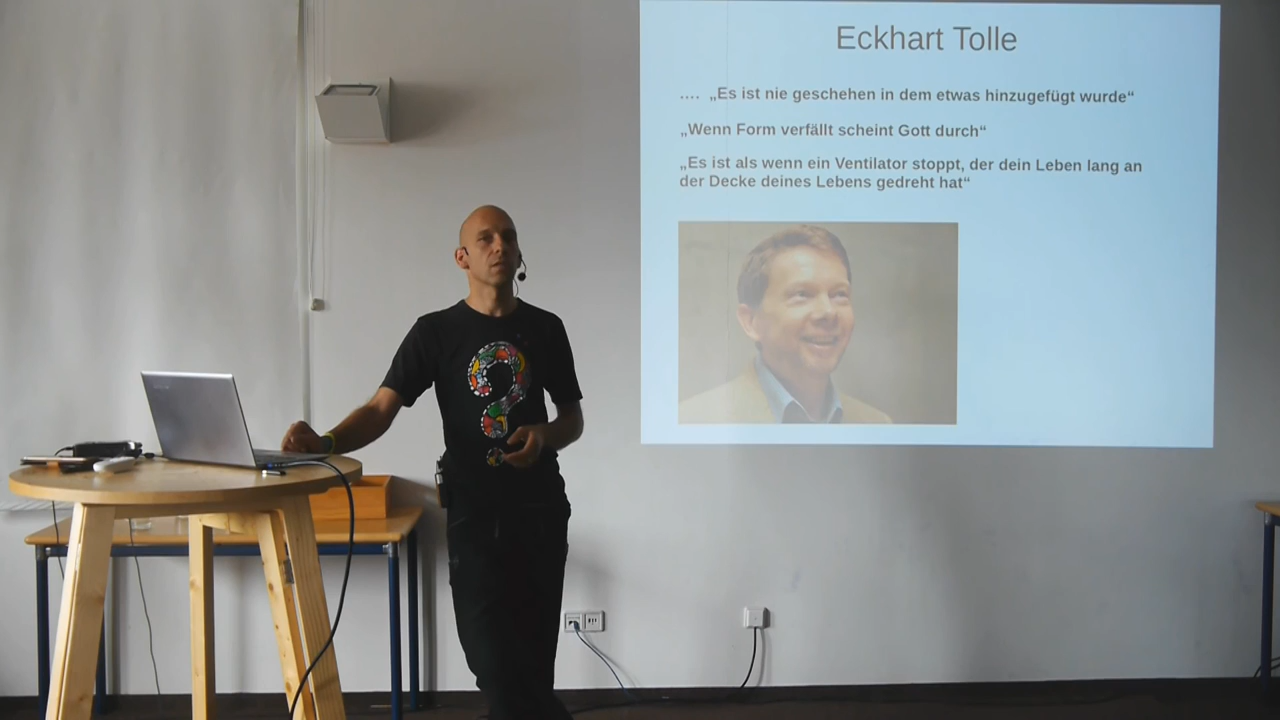 Eckhart Tolle
.... „Es ist nie geschehen in dem etwas hinzugefügt wurde“
„Wenn Form verfällt scheint Gott durch“
„Es ist als wenn ein Ventilator stoppt, der dein Leben lang an
der Decke deines Lebens gedreht hat“
?